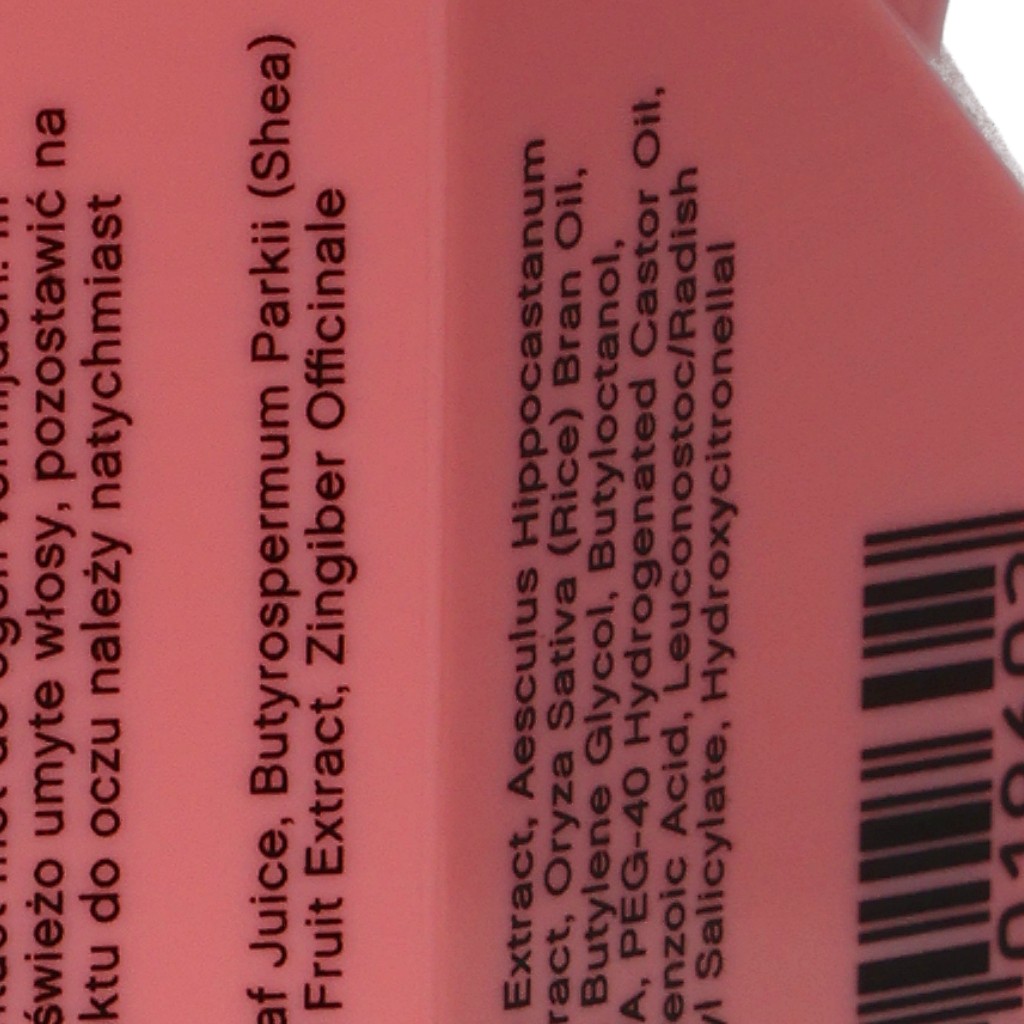 świeżo umyte włosy, pozostawić na
ktu do oczu należy natychmiast
af Juice, Butyrospermum Parkii (Shea)
Fruit Extract, Zingiber Officinale
Extract, Aesculus Hippocastanum
ract, Oryza Sativa (Rice) Bran Oil,
Butylene Glycol, Butyloctanol,
A, PEG-40 Hydrogenated Castor Oil,
enzoic Acid, Leuconostoc/Radish
yl Salicylate, Hydroxycitronellal
019602